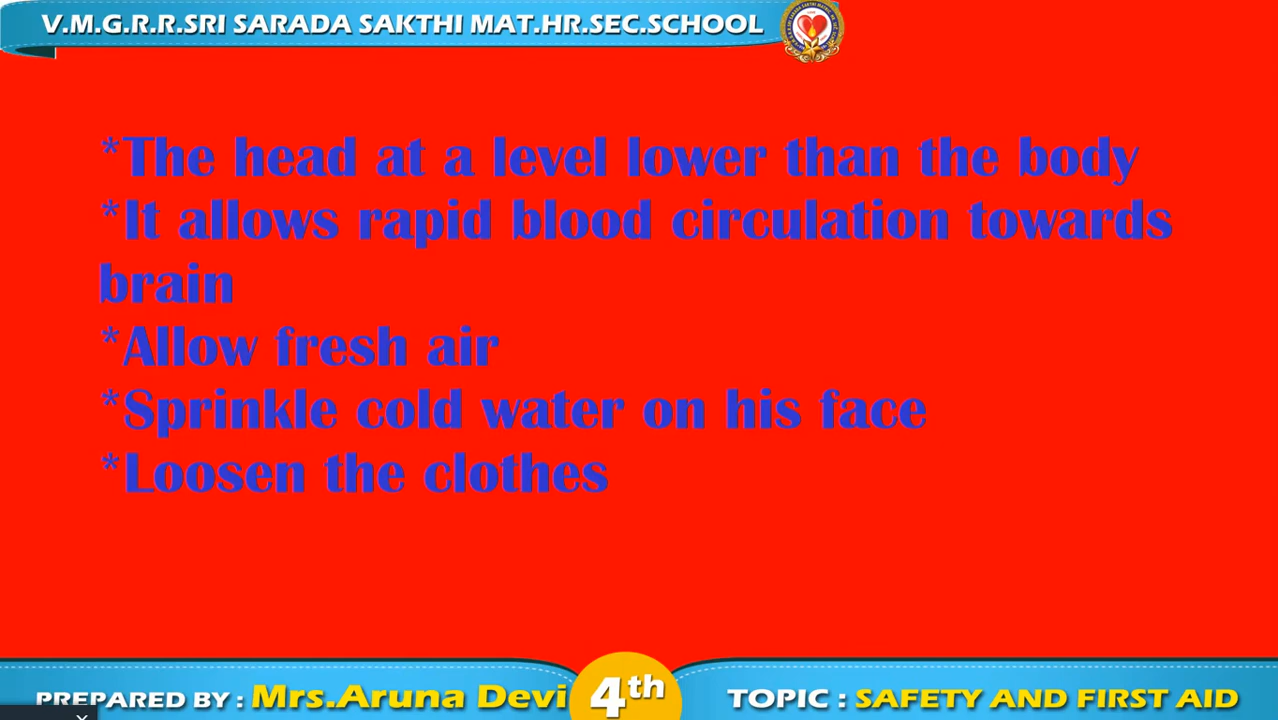 V.M.G.R.R.SRI SARADA SAKTHI MAT.HR.SEC.SCHOOL
*The head at a level lower than the body
*It allows rapid blood circulation towards
brain
*Allow fresh air
*Sprinkle cold water on his face
*Loosen the clothes
PREPARED BY : Mrs.Aruna Devi
4th
TOPIC : SAFETY AND FIRST AID